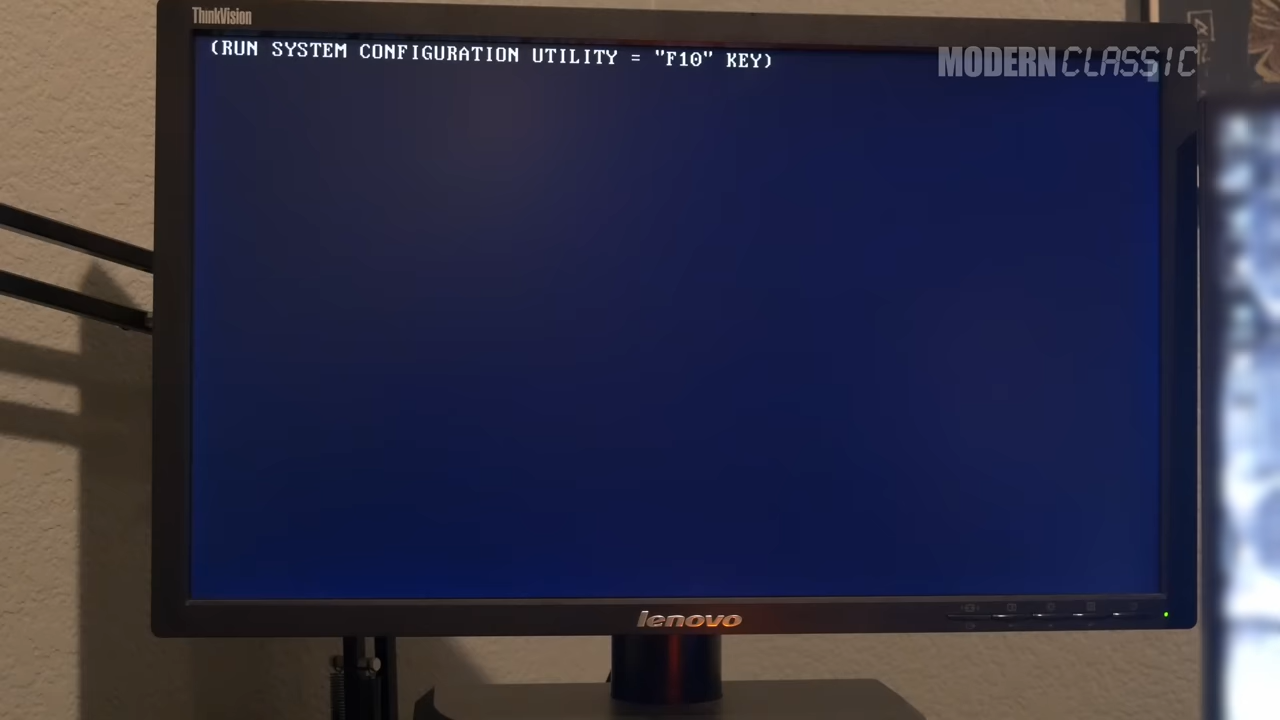 ThinkVision
(RUN SYSTEM CONFIGURATION UTILITY = "F10" KEY)
MODERN CLASSIC
lenovo